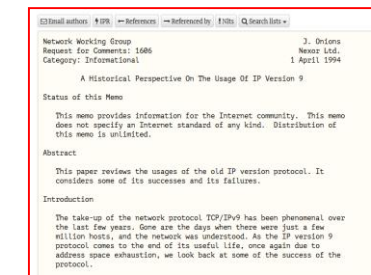 Email authors IPR References Referenced by Nits Search lists
Network Working Group J. Onions
Request for Comments: 1606 Nexor Ltd.
Category: Informational 1 April 1994
A Historical Perspective On The Usage Of IP Version 9
Status of this Memo
This memo provides information for the Internet community. This memo
does not specify an Internet standard of any kind. Distribution of
this memo is unlimited.
Abstract
This paper reviews the usages of the old IP version protocol. It
considers some of its successes and its failures.
Introduction
The take-up of the network protocol TCP/IPv9 has been phenomenal over
the last few years. Gone are the days when there were just a few
million hosts, and the network was understood. As the IP version 9
protocol comes to the end of its useful life, once again due to
address space exhaustion, we look back at some of the success of the
protocol.